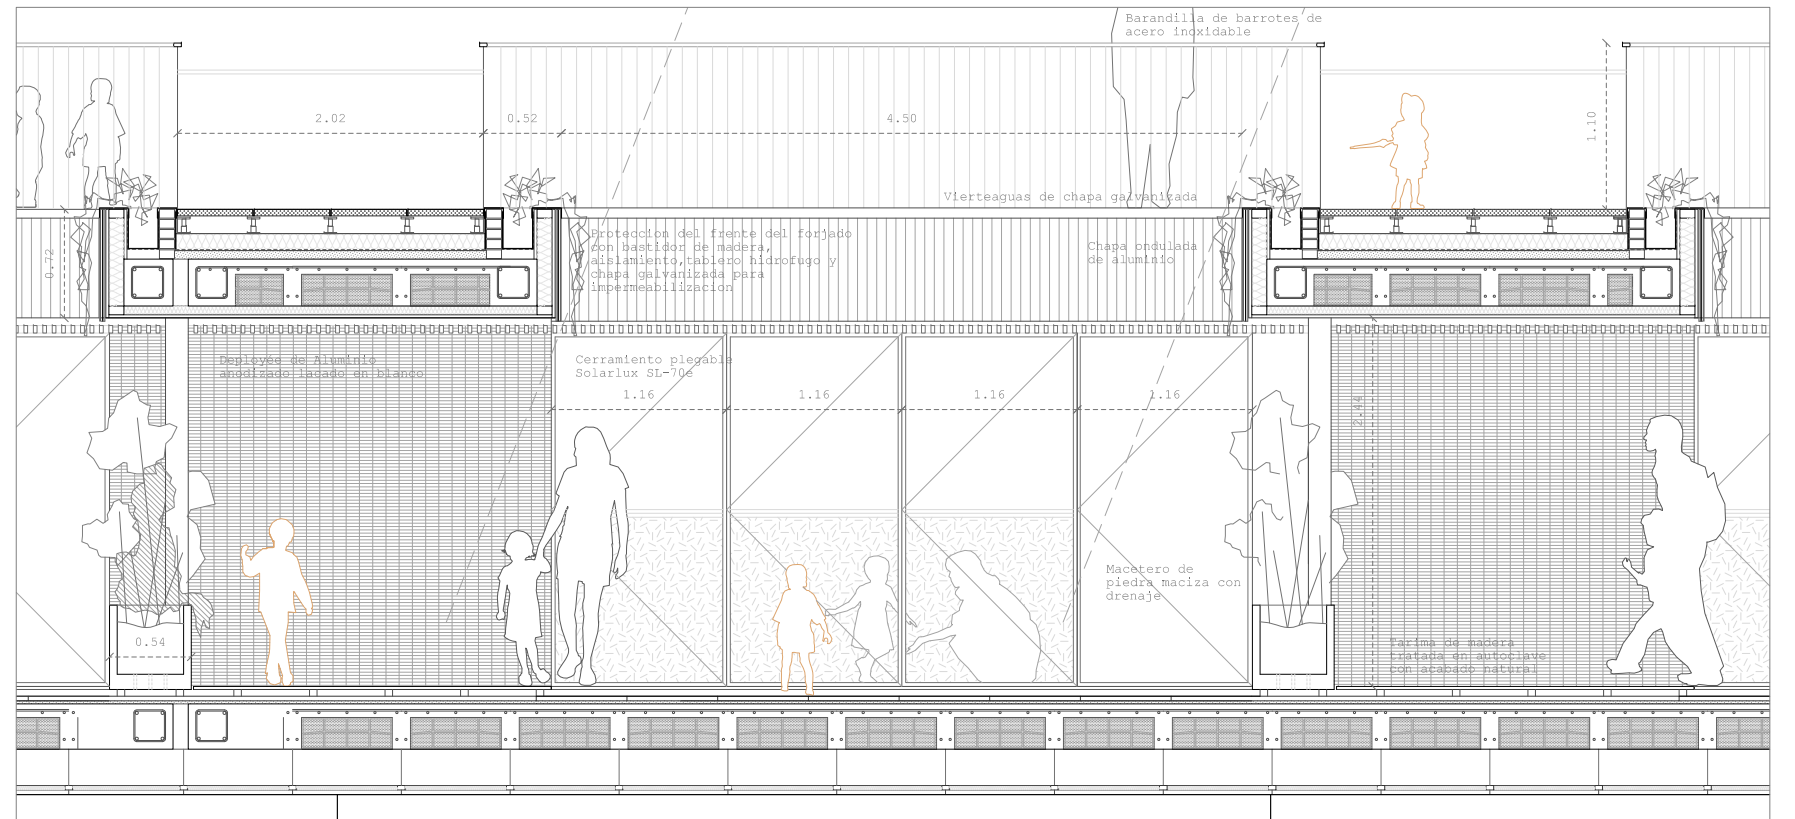 Barandilla de barrotes de
acero inoxidable
2.02
0.52
4.50
1.10
Vierteaguas de chapa galvanizada
Proteccion del frente del forjado
con bastidor de madera,
aislamiento,tablero hidrofugo y
chapa galvanizada para
impermeabilizacion
Chapa ondulada
de aluminio
0.72
Deployée de Aluminio
anodizado lacado en blanco
Cerramiento plegable
Solarlux SL-70e
1.16
1.16
1.16
1.16
2.44
Macetero de
piedra maciza con
drenaje
0.54
Tarima de madera
tratada en autoclave
con acabado natural